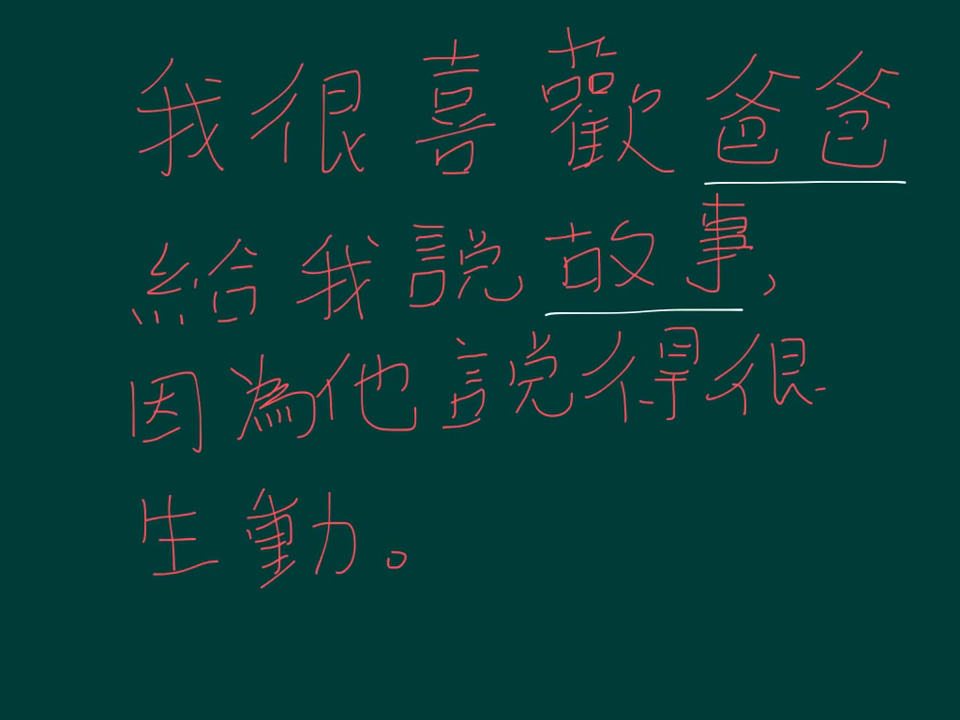 我很喜歡爸爸
給我說故事，
因為他說得很
生動。